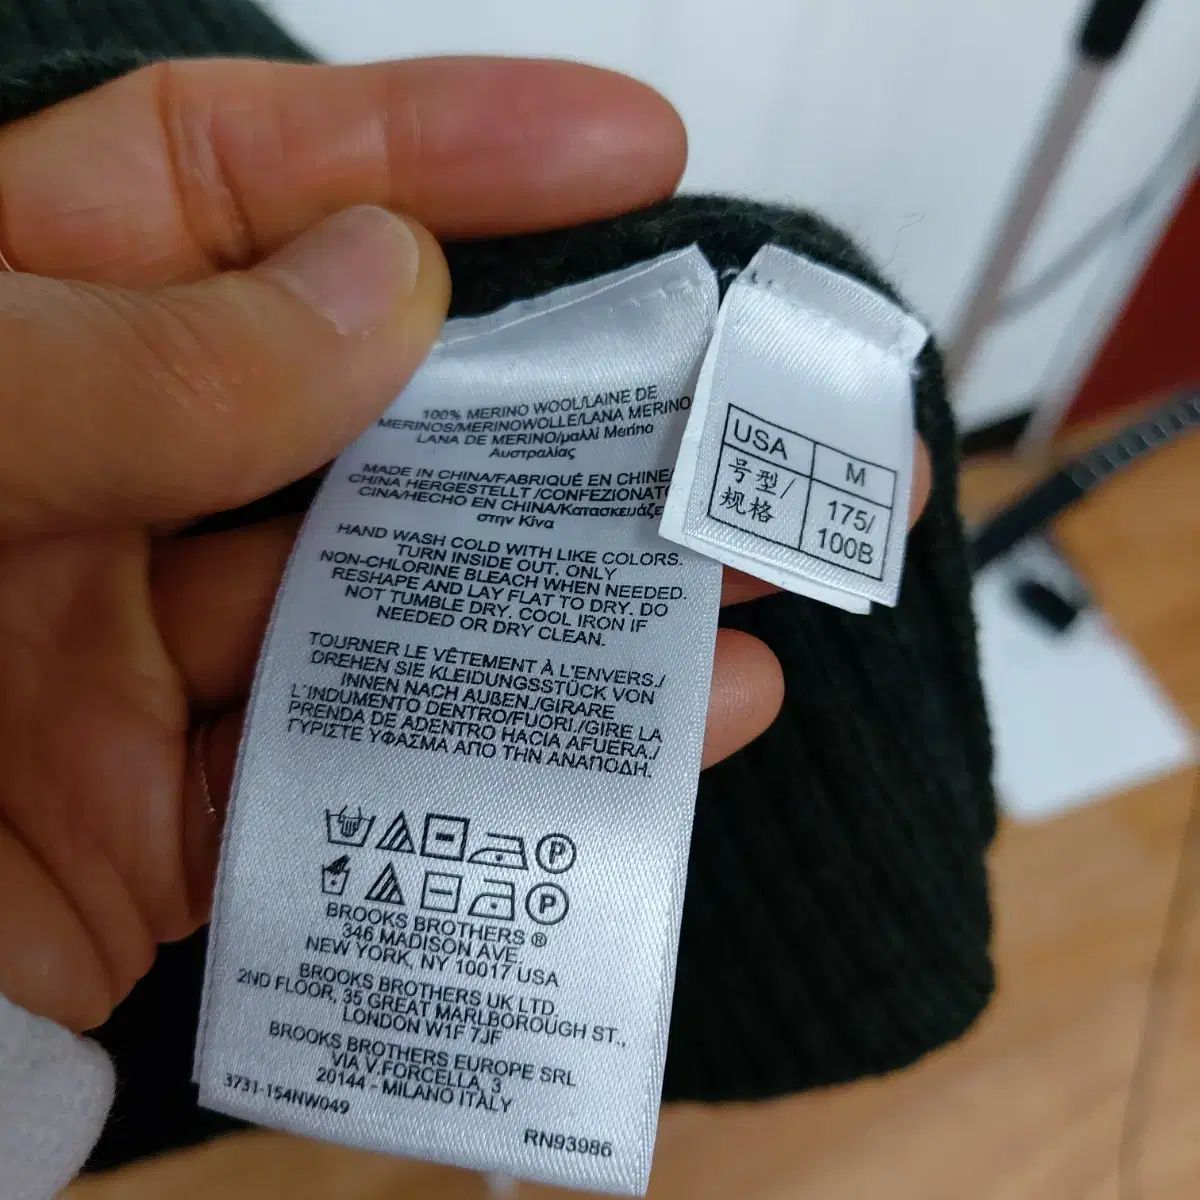 100% MERINO WOOL/LAINE DE
MERINOS/MERINOWOLLE/LANA MERINO
LANA DE MERINO/μαλλί Merino
Αυστραλίας
MADE IN CHINA/FABRIQUÉ EN CHINE/
CHINA HERGESTELLT /CONFEZIONATO
CINA/HECHO EN CHINA/Κατασκευάζε
στην Κίνα
HAND WASH COLD WITH LIKE COLORS.
TURN INSIDE OUT. ONLY
NON-CHLORINE BLEACH WHEN NEEDED.
RESHAPE AND LAY FLAT TO DRY. DO
NOT TUMBLE DRY. COOL IRON IF
NEEDED OR DRY CLEAN.
TOURNER LE VÊTEMENT À L'ENVERS./
DREHEN SIE KLEIDUNGSSTÜCK VON
INNEN NACH AUßEN./GIRARE
L'INDUMENTO DENTRO/FUORI./GIRE LA
PRENDA DE ADENTRO HACIA AFUERA./
ΓΥΡΙΣΤΕ ΥΦΑΣΜΑ ΑΠΟ ΤΗΝ ΑΝΑΠΟΔΗ.
P
P
BROOKS BROTHERS ®
346 MADISON AVE.
NEW YORK, NY 10017 USA
BROOKS BROTHERS UK LTD.
2ND FLOOR, 35 GREAT MARLBOROUGH ST.,
LONDON W1F 7JF
BROOKS BROTHERS EUROPE SRL
VIA V.FORCELLA, 3
20144 - MILANO ITALY
3731-154NW049
RN93986
USA M
号型/规格 175/100B